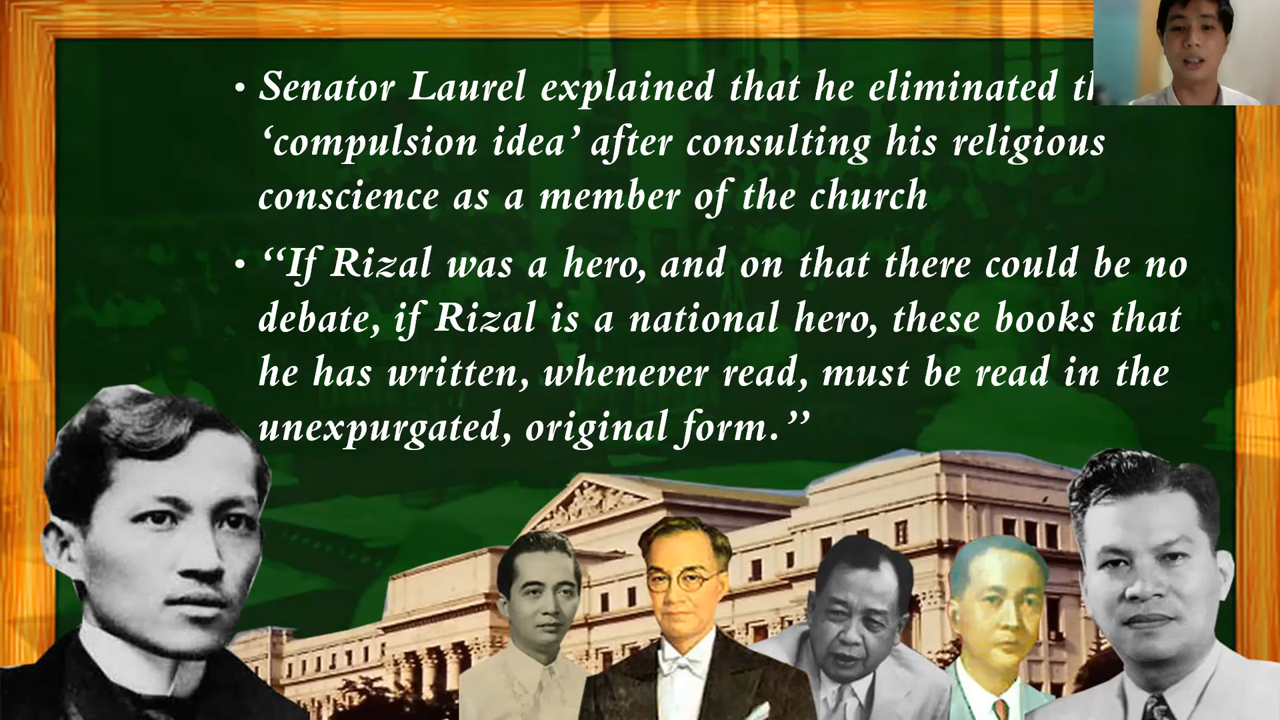 • Senator Laurel explained that he eliminated
‘compulsion idea’ after consulting his religious
conscience as a member of the church
• “If Rizal was a hero, and on that there could be no
debate, if Rizal is a national hero, these books that
he has written, whenever read, must be read in the
unexpurgated, original form.”